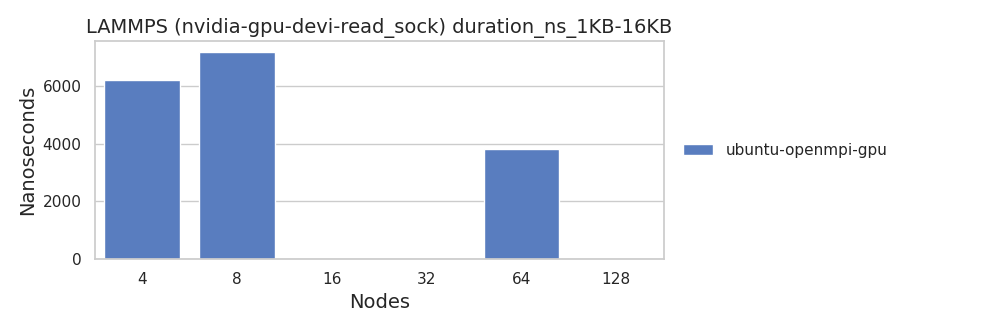 LAMMPS (nvidia-gpu-devi-read_sock) duration_ns_1KB-16KB
Nanoseconds
6000
4000
2000
0
4 8 16 32 64 128
Nodes
ubuntu-openmpi-gpu